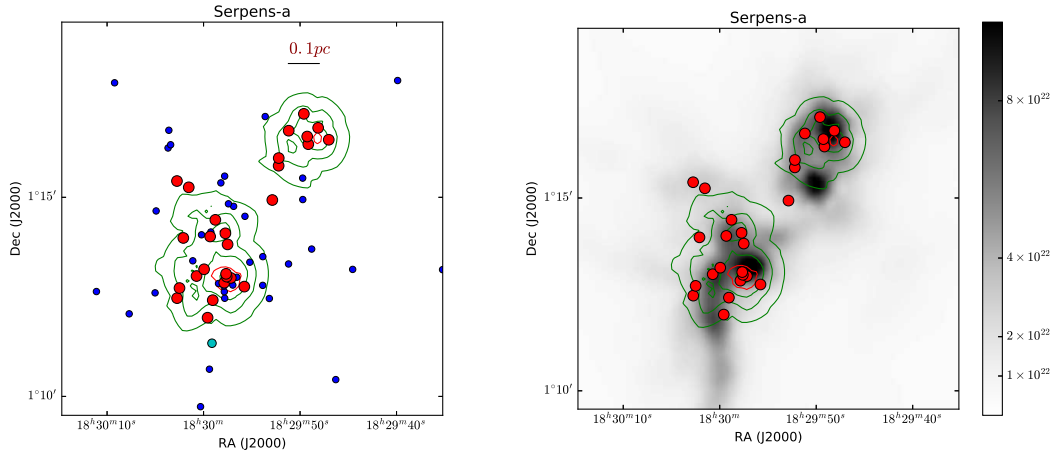 Serpens-a
0.1pc
Dec (J2000)
1°15′
1°10′
18ʰ30ᵐ10ˢ
18ʰ30ᵐ
18ʰ29ᵐ50ˢ
18ʰ29ᵐ40ˢ
RA (J2000)
Serpens-a
Dec (J2000)
1°15′
1°10′
18ʰ30ᵐ10ˢ
18ʰ30ᵐ
18ʰ29ᵐ50ˢ
18ʰ29ᵐ40ˢ
RA (J2000)
8×10²²
4×10²²
2×10²²
1×10²²